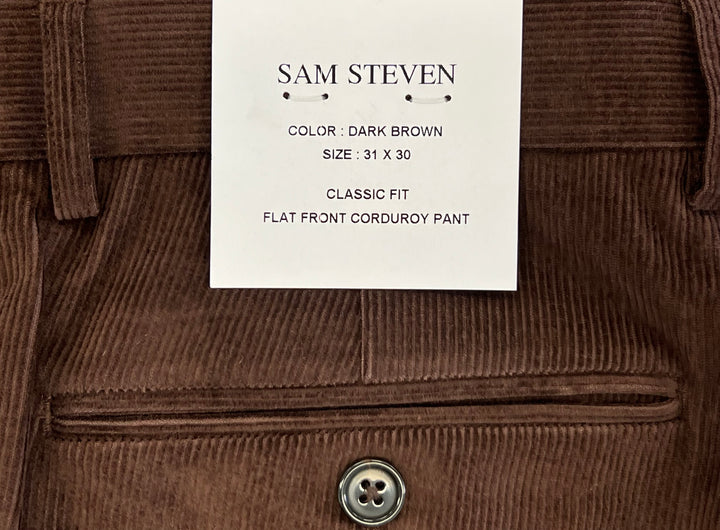 SAM STEVEN
COLOR : DARK BROWN
SIZE : 31 X 30
CLASSIC FIT
FLAT FRONT CORDUROY PANT